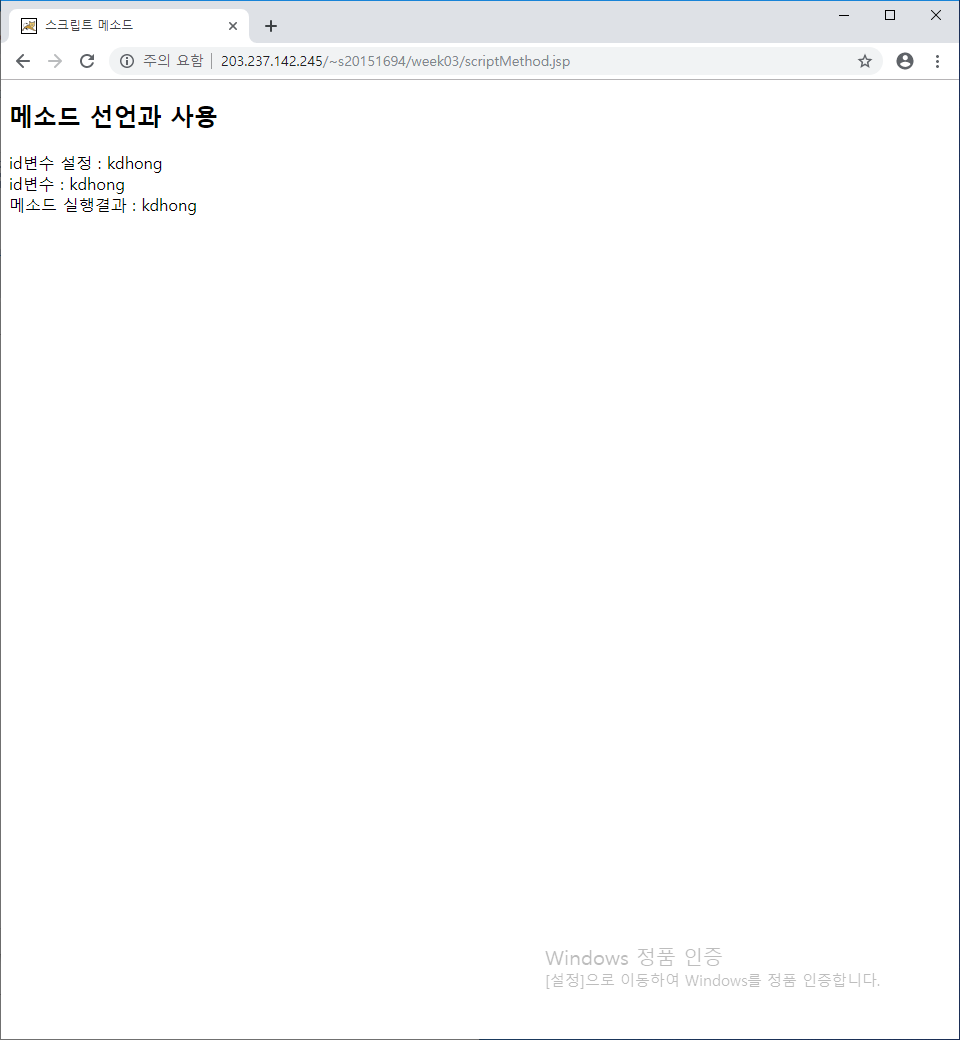 스크립트 메소드
주의 요함 | 203.237.142.245/~s20151694/week03/scriptMethod.jsp
메소드 선언과 사용
id변수 설정 : kdhong
id변수 : kdhong
메소드 실행결과 : kdhong
Windows 정품 인증
[설정]으로 이동하여 Windows를 정품 인증합니다.